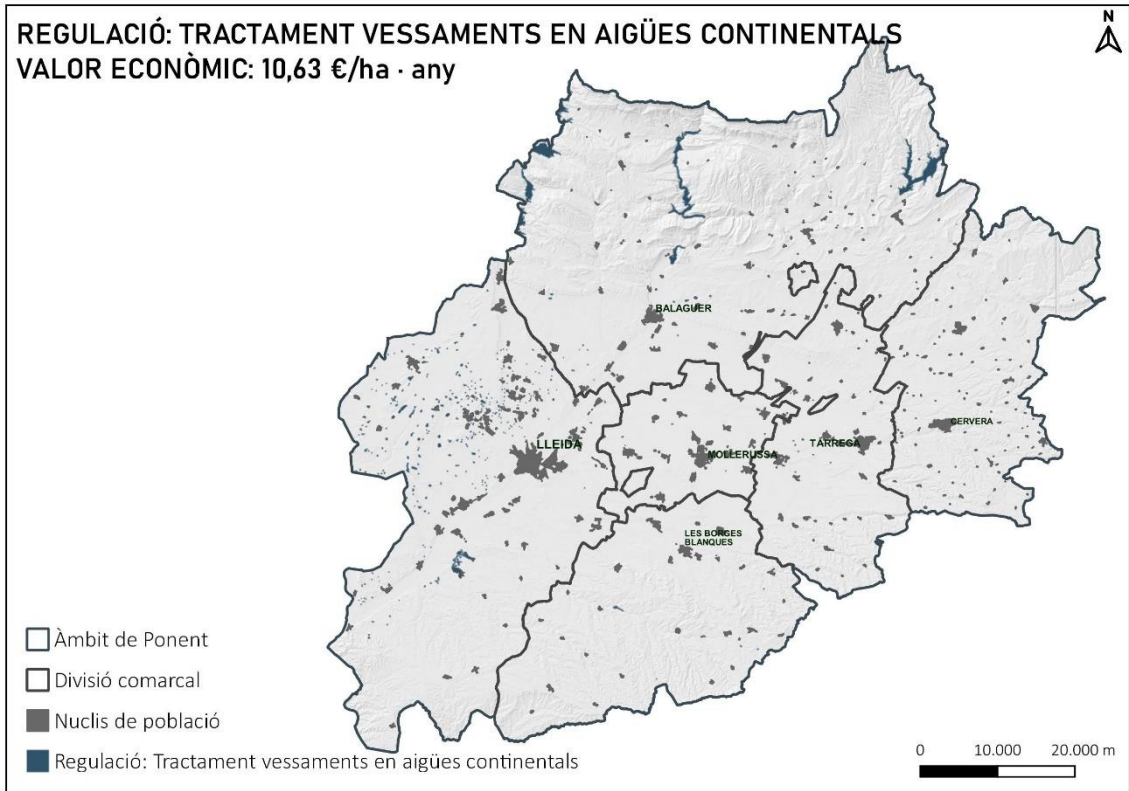 REGULACIÓ: TRACTAMENT VESSAMENTS EN AIGÜES CONTINENTALS
VALOR ECONÒMIC: 10,63 €/ha · any
N
BALAGUER
CERVERA
LLEIDA
TÀRREGA
MOLLERUSSA
LES BORGES
BLANQUES
Àmbit de Ponent
Divisió comarcal
Nuclis de població
Regulació: Tractament vessaments en aigües continentals
0 10.000 20.000 m